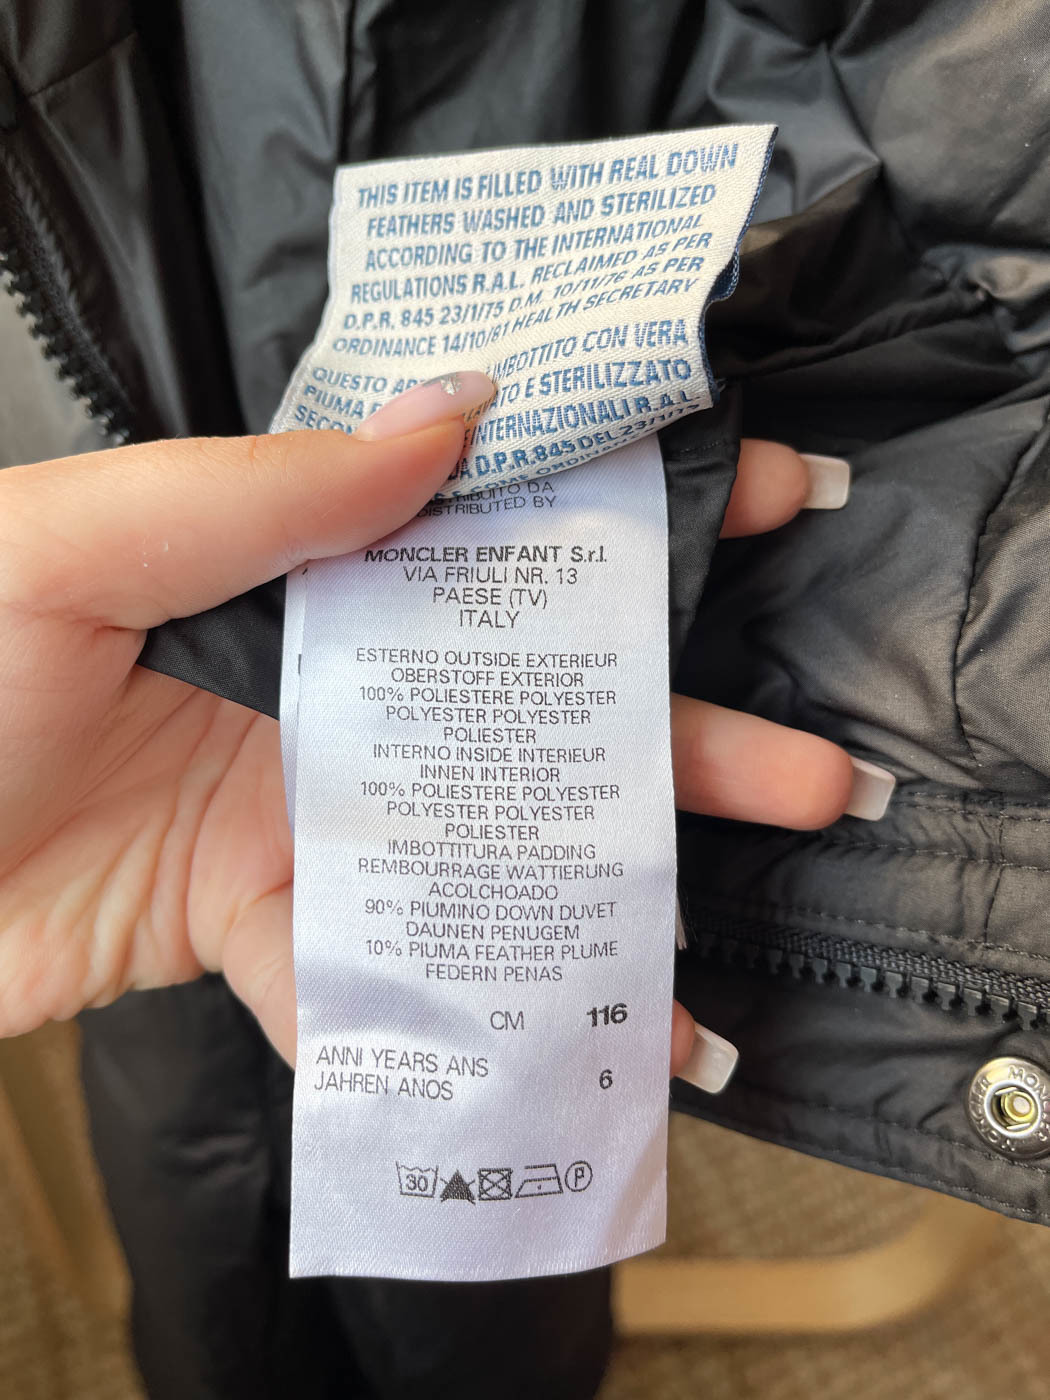 THIS ITEM IS FILLED WITH REAL DOWN
FEATHERS WASHED AND STERILIZED
ACCORDING TO THE INTERNATIONAL
REGULATIONS R.A.L. RECLAIMED AS PER
D.P.R. 845 23/1/75 D.M. 10/11/76 AS PER
ORDINANCE 14/10/81 HEALTH SECRETARY
QUESTO IMBOTTITO CON VERA
PIUMA E STERILIZZATO
INTERNAZIONALI R.A.L.
D.P.R. 845 DEL 23/1/75
DA
DISTRIBUTED BY
MONCLER ENFANT S.r.l.
VIA FRIULI NR. 13
PAESE (TV)
ITALY
ESTERNO OUTSIDE EXTERIEUR
OBERSTOFF EXTERIOR
100% POLIESTERE POLYESTER
POLYESTER POLYESTER
POLIESTER
INTERNO INSIDE INTERIEUR
INNEN INTERIOR
100% POLIESTERE POLYESTER
POLYESTER POLYESTER
POLIESTER
IMBOTTITURA PADDING
REMBOURRAGE WATTIERUNG
ACOLCHOADO
90% PIUMINO DOWN DUVET
DAUNEN PENUGEM
10% PIUMA FEATHER PLUME
FEDERN PENAS
CM 116
ANNI YEARS ANS
JAHREN ANOS 6
30 P
MONCLER